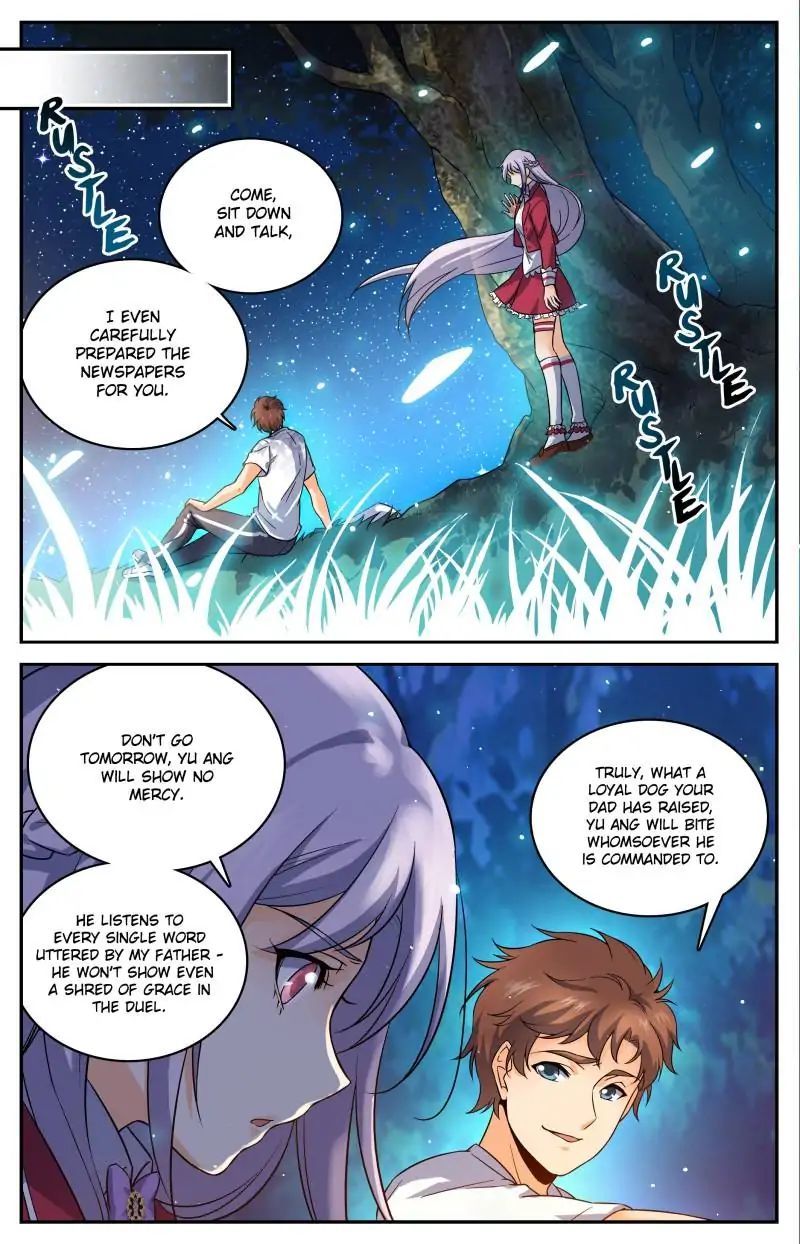 RUSTLE
COME,
SIT DOWN
AND TALK,
I EVEN
CAREFULLY
PREPARED THE
NEWSPAPERS
FOR YOU.
RUSTLE
RUSTLE
DON'T GO
TOMORROW, YU ANG
WILL SHOW NO
MERCY.
HE LISTENS TO
EVERY SINGLE WORD
UTTERED BY MY FATHER -
HE WON'T SHOW EVEN
A SHRED OF GRACE IN
THE DUEL.
TRULY, WHAT A
LOYAL DOG YOUR
DAD HAS RAISED,
YU ANG WILL BITE
WHOMSOEVER HE
IS COMMANDED TO.